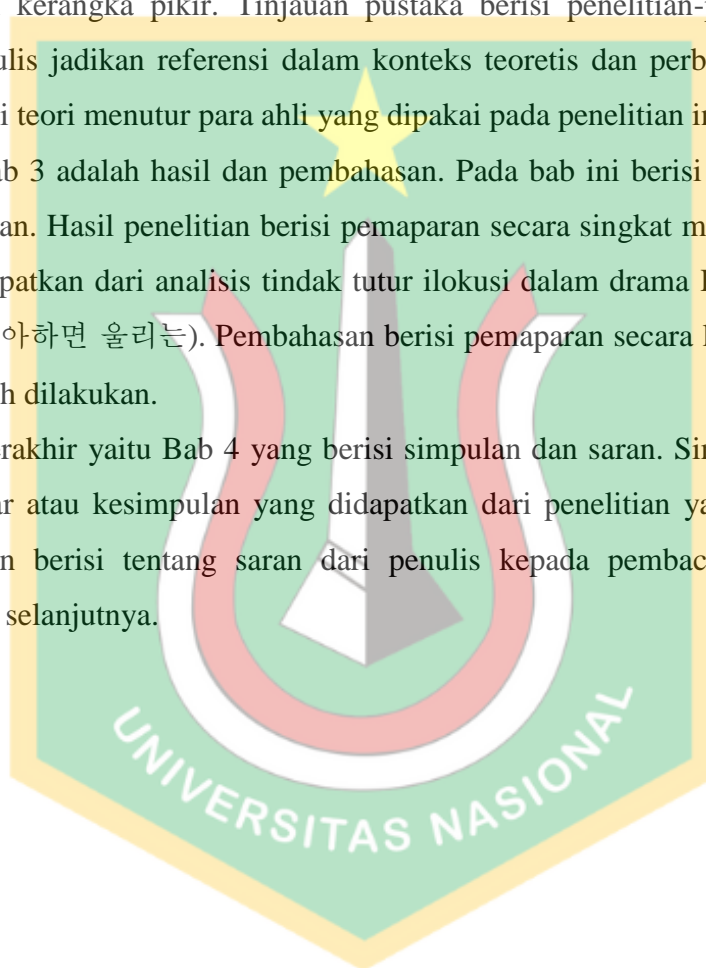 kerangka pikir. Tinjauan pustaka berisi penelitian-p
ulis jadikan referensi dalam konteks teoretis dan perb
i teori menutur para ahli yang dipakai pada penelitian in
ab 3 adalah hasil dan pembahasan. Pada bab ini berisi
an. Hasil penelitian berisi pemaparan secara singkat m
patkan dari analisis tindak tutur ilokusi dalam drama
아하면 울리는). Pembahasan berisi pemaparan secara
h dilakukan.
erakhir yaitu Bab 4 yang berisi simpulan dan saran. Si
ar atau kesimpulan yang didapatkan dari penelitian ya
n berisi tentang saran dari penulis kepada pembac
selanjutnya.
UNIVERSITAS NASIONAL